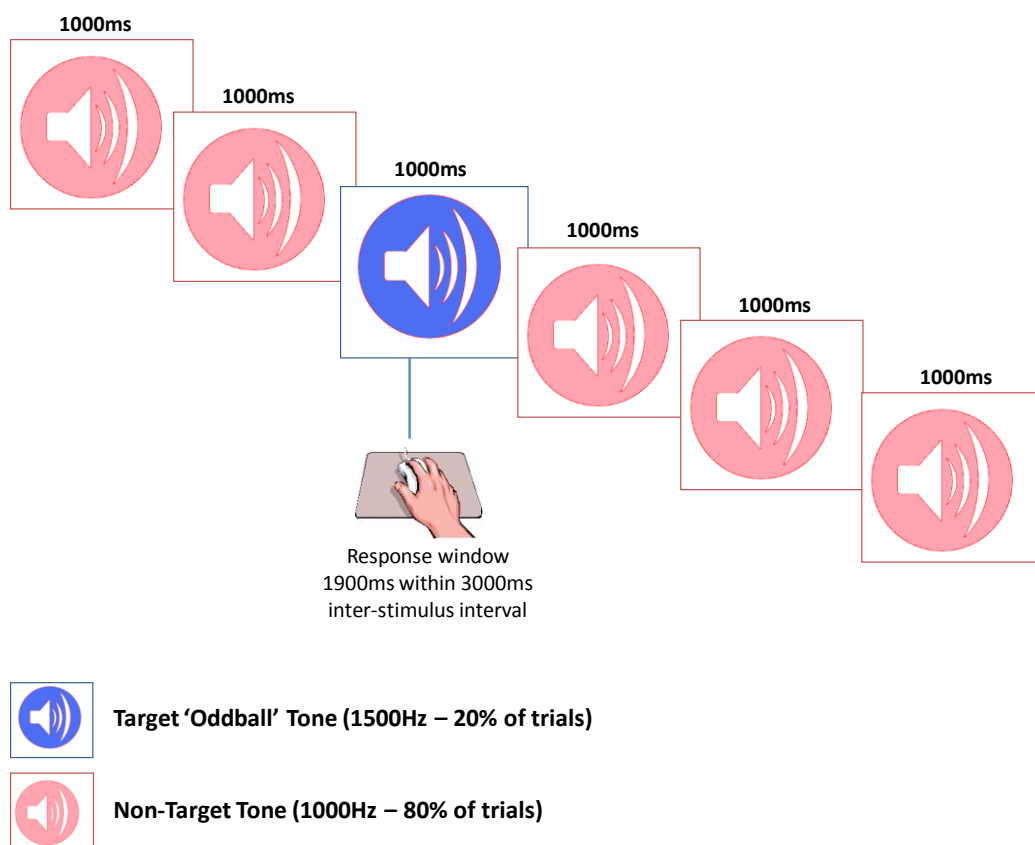 1000ms
1000ms
1000ms
1000ms
1000ms
1000ms
Response window
1900ms within 3000ms
inter-stimulus interval
Target ‘Oddball’ Tone (1500Hz – 20% of trials)
Non-Target Tone (1000Hz – 80% of trials)